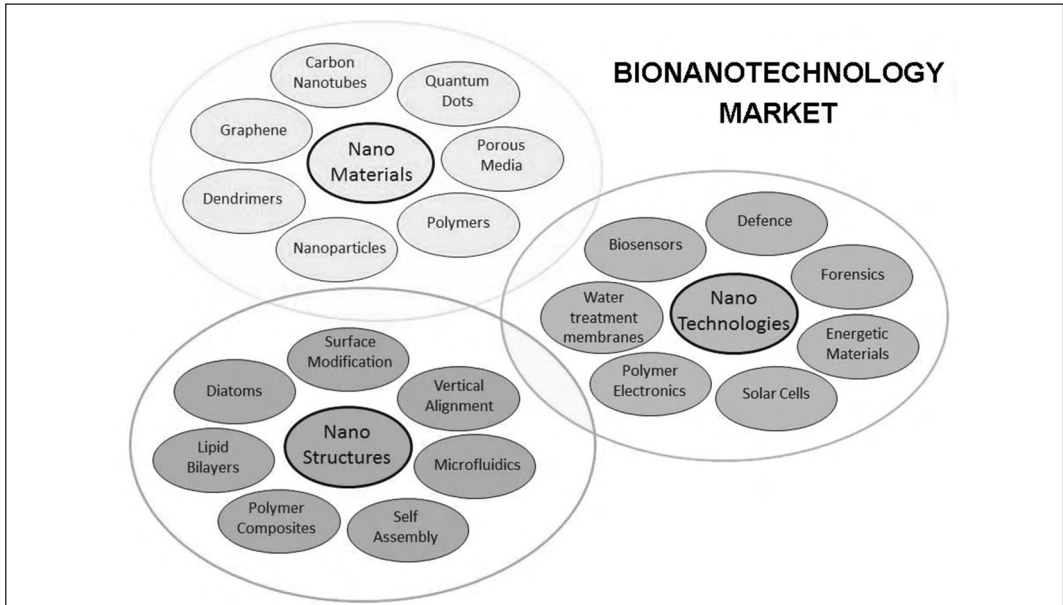 BIONANOTECHNOLOGY
MARKET
Carbon
Nanotubes
Quantum
Dots
Graphene
Nano
Materials
Porous
Media
Dendrimers
Polymers
Nanoparticles
Defence
Biosensors
Forensics
Water
treatment
membranes
Nano
Technologies
Energetic
Materials
Polymer
Electronics
Solar Cells
Surface
Modification
Diatoms
Vertical
Alignment
Nano
Structures
Lipid
Bilayers
Microfluidics
Polymer
Composites
Self
Assembly